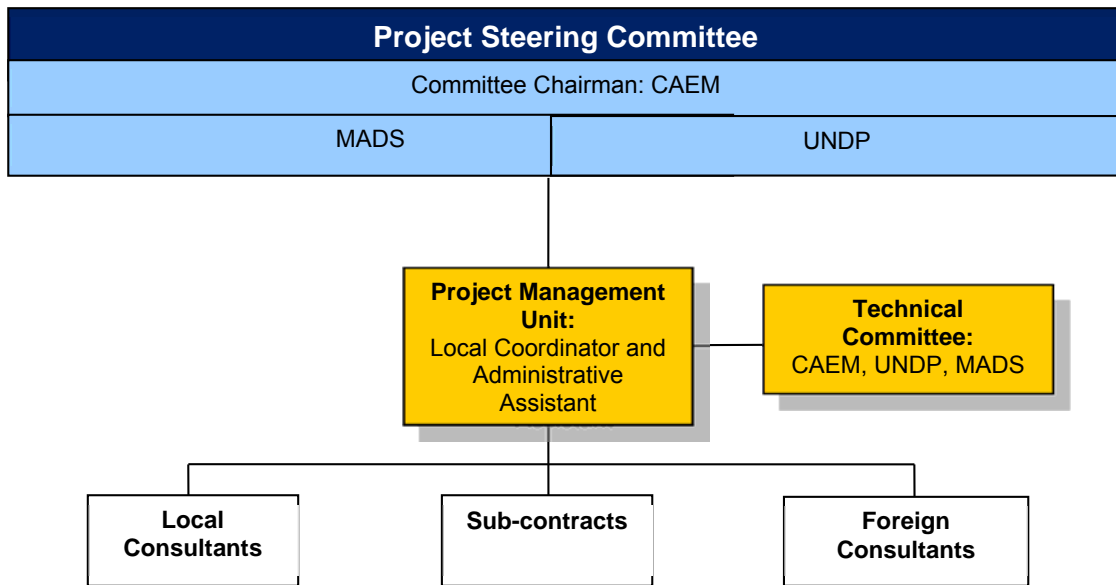 Project Steering Committee
Committee Chairman: CAEM
MADS
UNDP
Project Management
Unit:
Local Coordinator and
Administrative
Assistant
Technical
Committee:
CAEM, UNDP, MADS
Local
Consultants
Sub-contracts
Foreign
Consultants